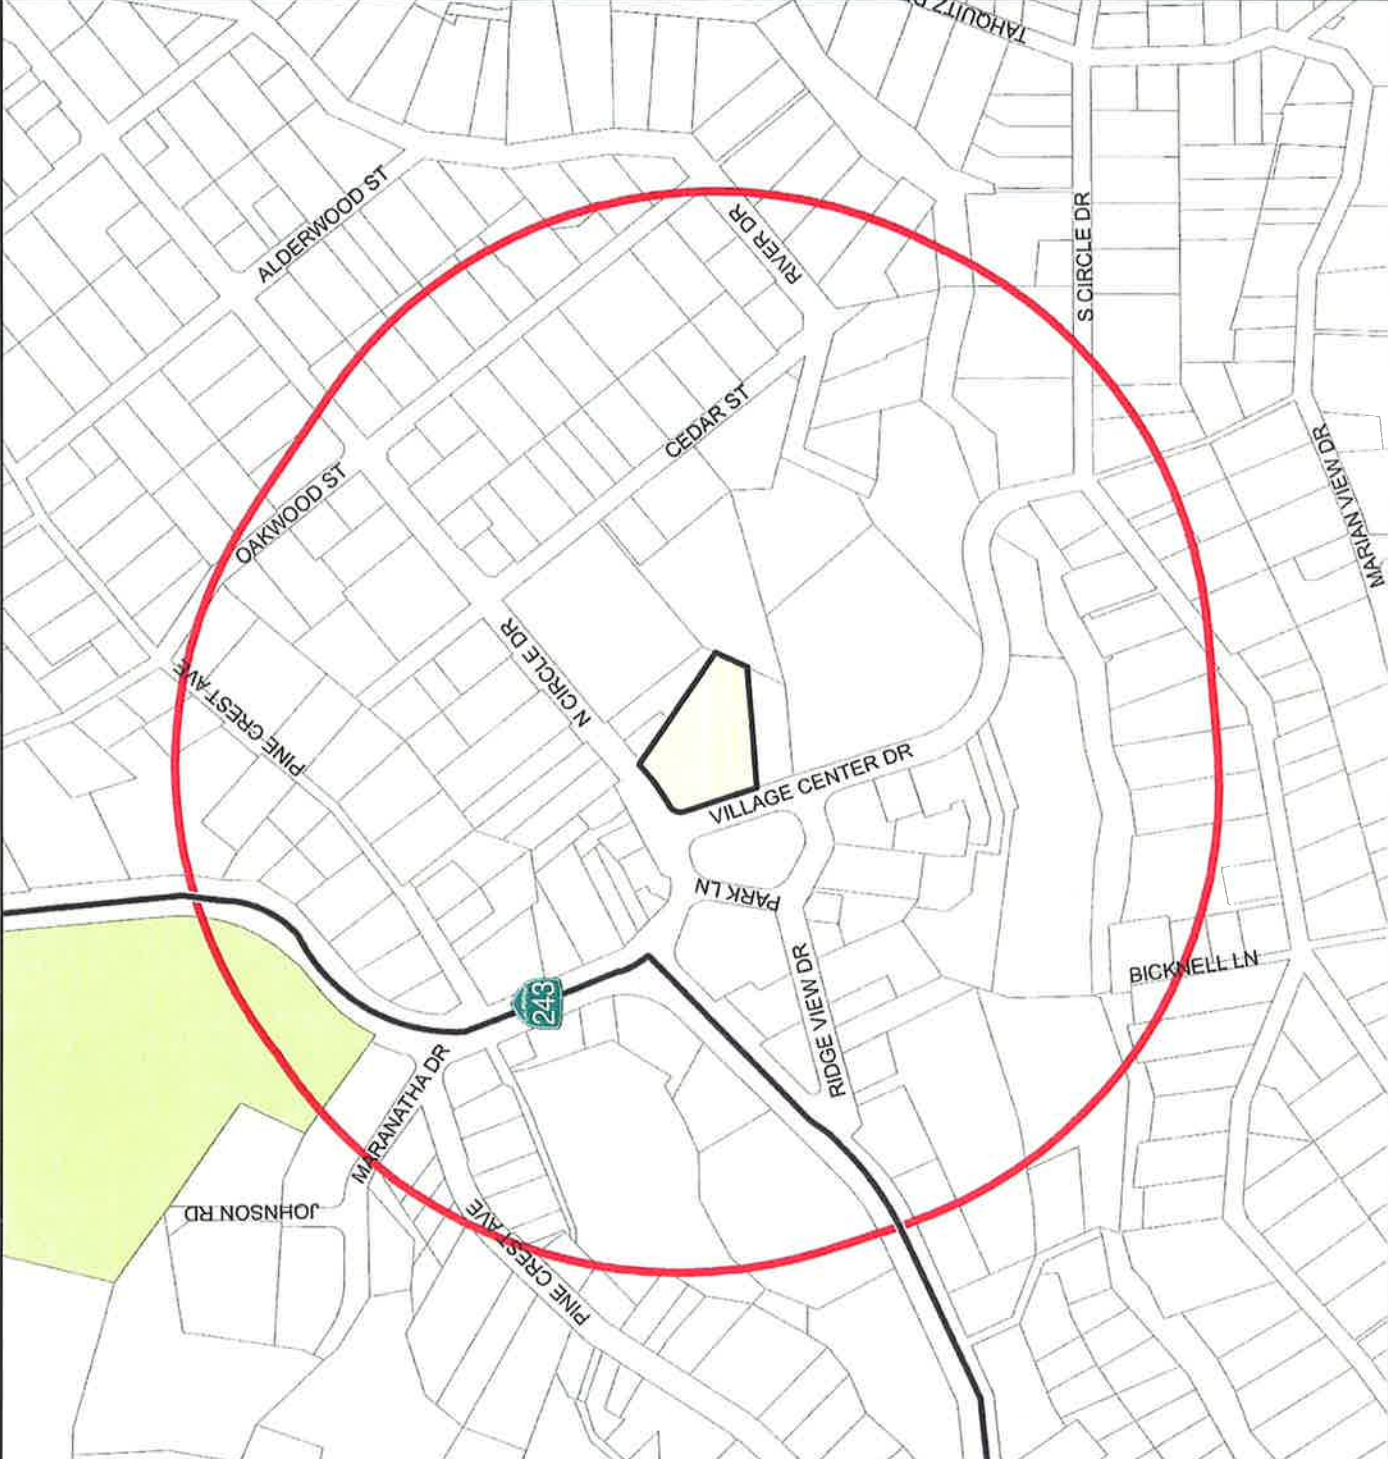 TAHQUITZ
ALDERWOOD ST
RIVER DR
S CIRCLE DR
CEDAR ST
OAKWOOD ST
MARIAN VIEW DR
N CIRCLE DR
PINE CREST AVE
VILLAGE CENTER DR
PARK LN
BICKNELL LN
RIDGE VIEW DR
243
MARANATHA DR
JOHNSON RD
PINE CREST AVE